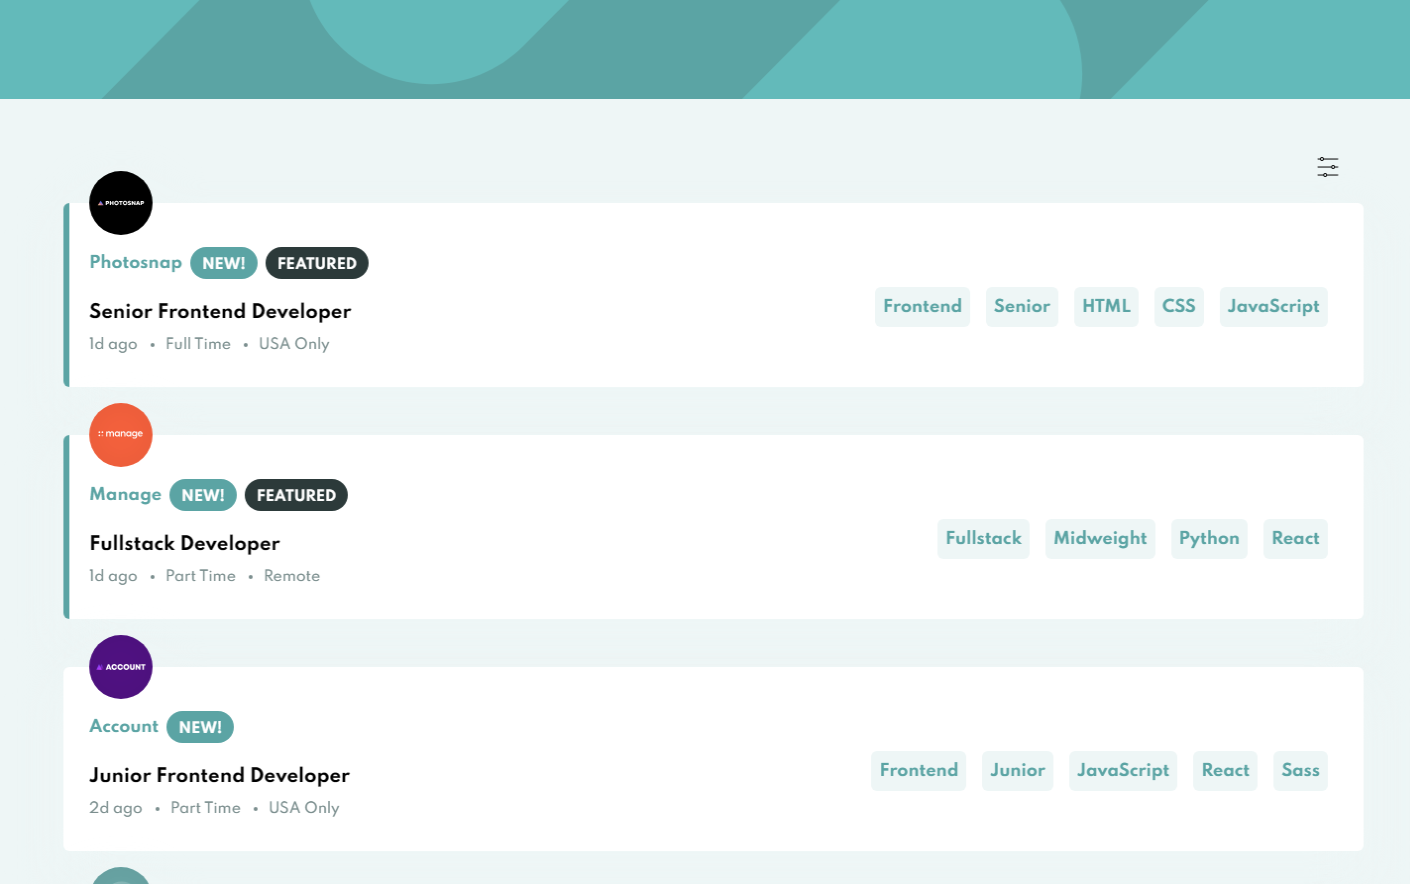 PHOTOSNAP
Photosnap NEW! FEATURED
Senior Frontend Developer
1d ago • Full Time • USA Only
Frontend Senior HTML CSS JavaScript
manage
Manage NEW! FEATURED
Fullstack Developer
1d ago • Part Time • Remote
Fullstack Midweight Python React
ACCOUNT
Account NEW!
Junior Frontend Developer
2d ago • Part Time • USA Only
Frontend Junior JavaScript React Sass